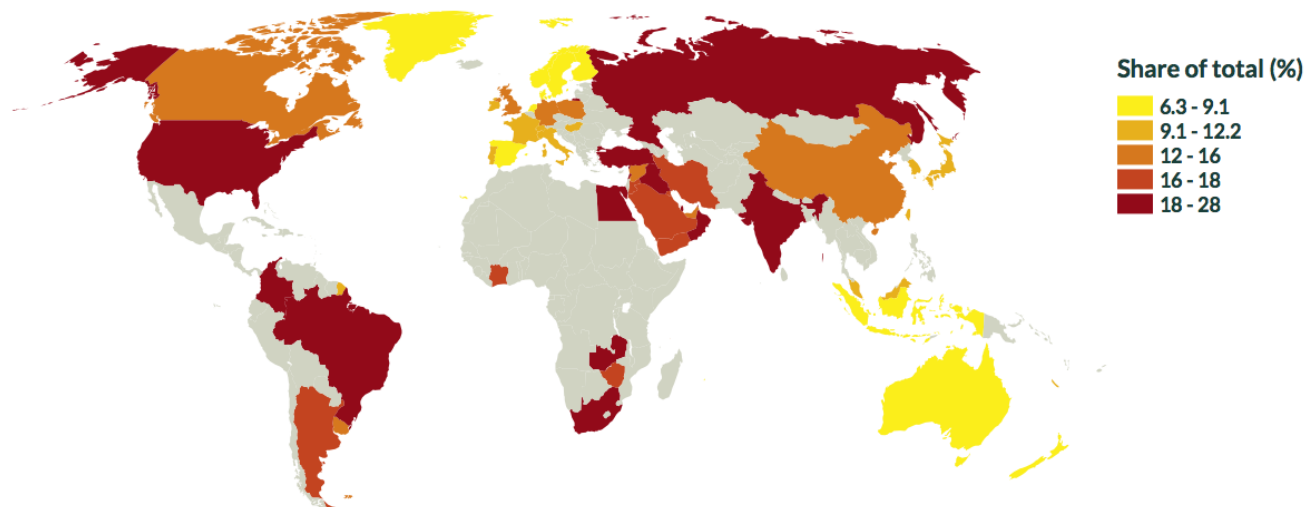 Share of total (%)
6.3 - 9.1
9.1 - 12.2
12 - 16
16 - 18
18 - 28